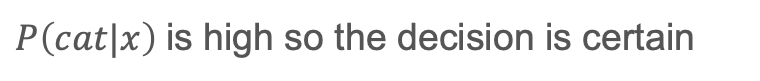 P(cat|x) is high so the decision is certain